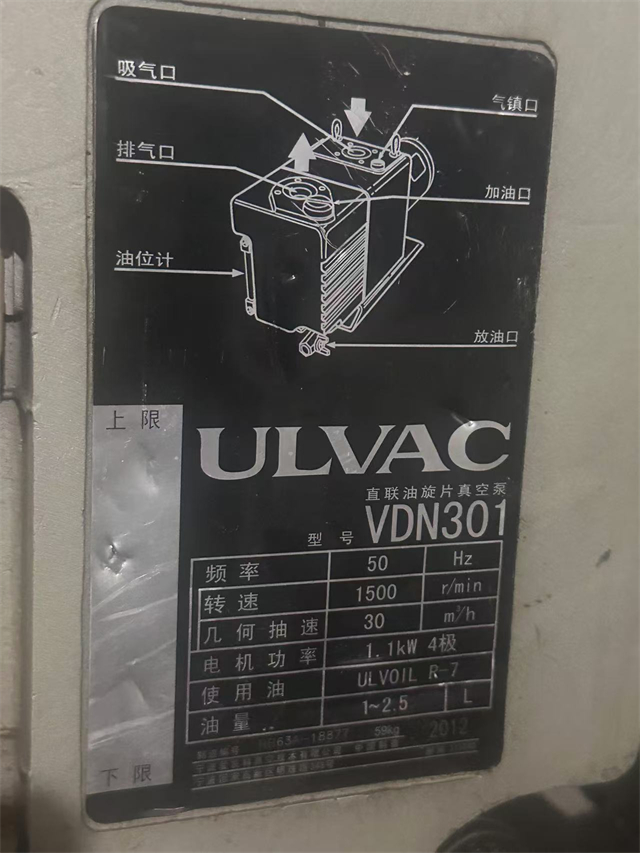 吸气口
气镇口
排气口
加油口
油位计
放油口
上限
ULVAC
直联油旋片真空泵
型号 VDN301
频率 50 Hz
转速 1500 r/min
几何抽速 30 m³/h
电机功率 1.1kW 4极
使用油 ULVOIL R-7
油量 1~2.5 L
58kg 2012
下限